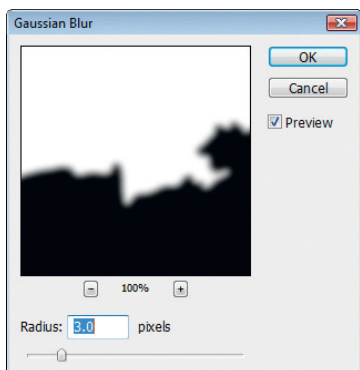 Gaussian Blur
OK
Cancel
Preview
100%
Radius: 3.0 pixels